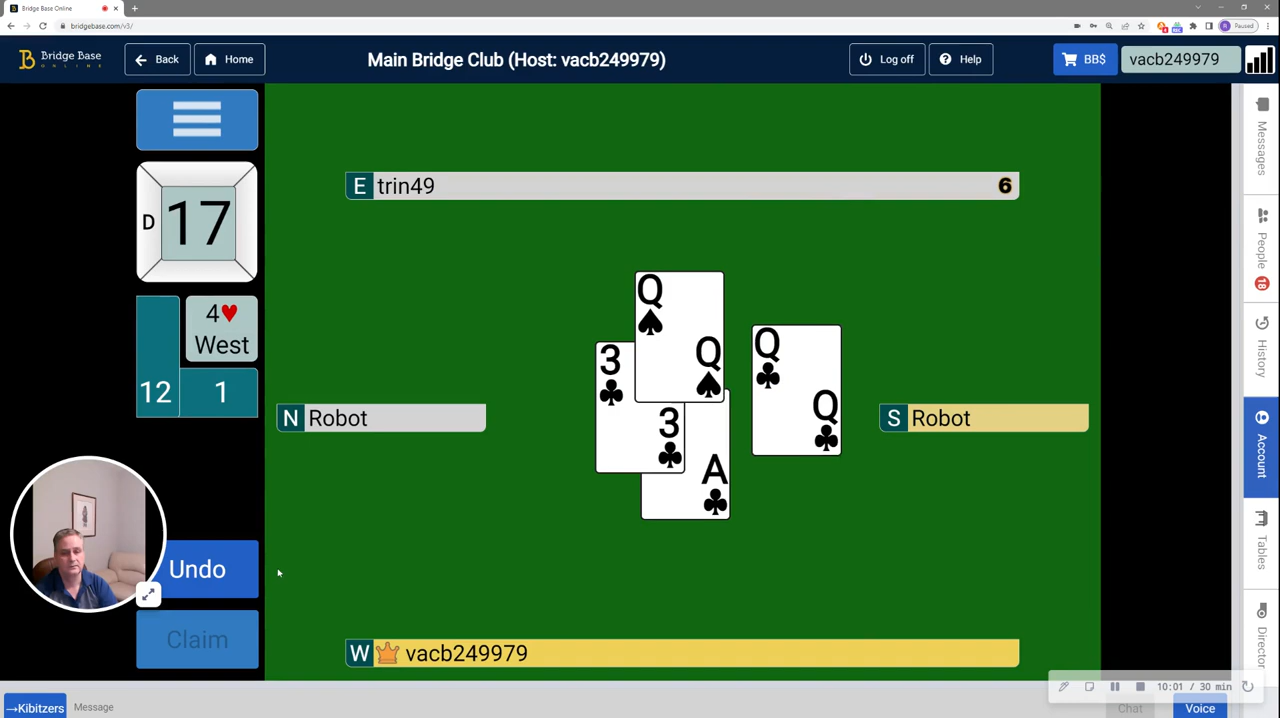 Bridge Base Online
bridgebase.com/v3/
Paused
Bridge Base
ONLINE
Back
Home
Main Bridge Club (Host: vacb249979)
Log off
Help
BB$
vacb249979
Messages
People
18
History
Account
Tables
Director
D
17
4♥
West
12
1
E
trin49
6
Q
Q
3
3
A
Q
Q
N
Robot
S
Robot
Undo
Claim
W
vacb249979
10:01 / 30 min
→Kibitzers
Message
Chat
Voice